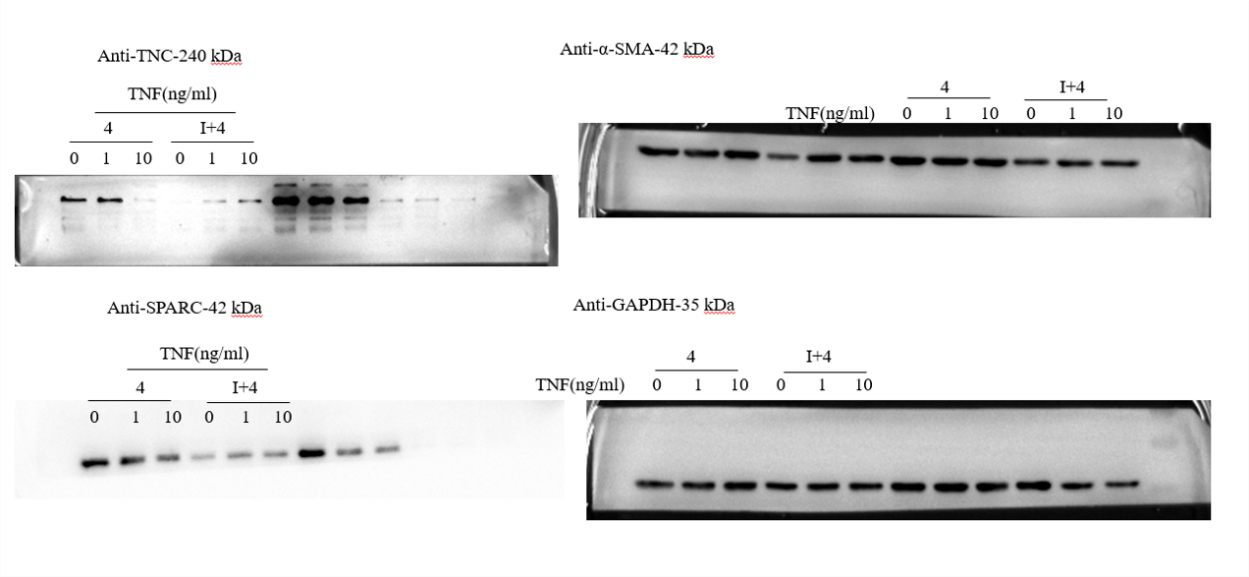 Anti-TNC-240 kDa
TNF(ng/ml)
4 I+4
0 1 10 0 1 10
Anti-α-SMA-42 kDa
4 I+4
TNF(ng/ml) 0 1 10 0 1 10
Anti-SPARC-42 kDa
TNF(ng/ml)
4 I+4
0 1 10 0 1 10
Anti-GAPDH-35 kDa
4 I+4
TNF(ng/ml) 0 1 10 0 1 10